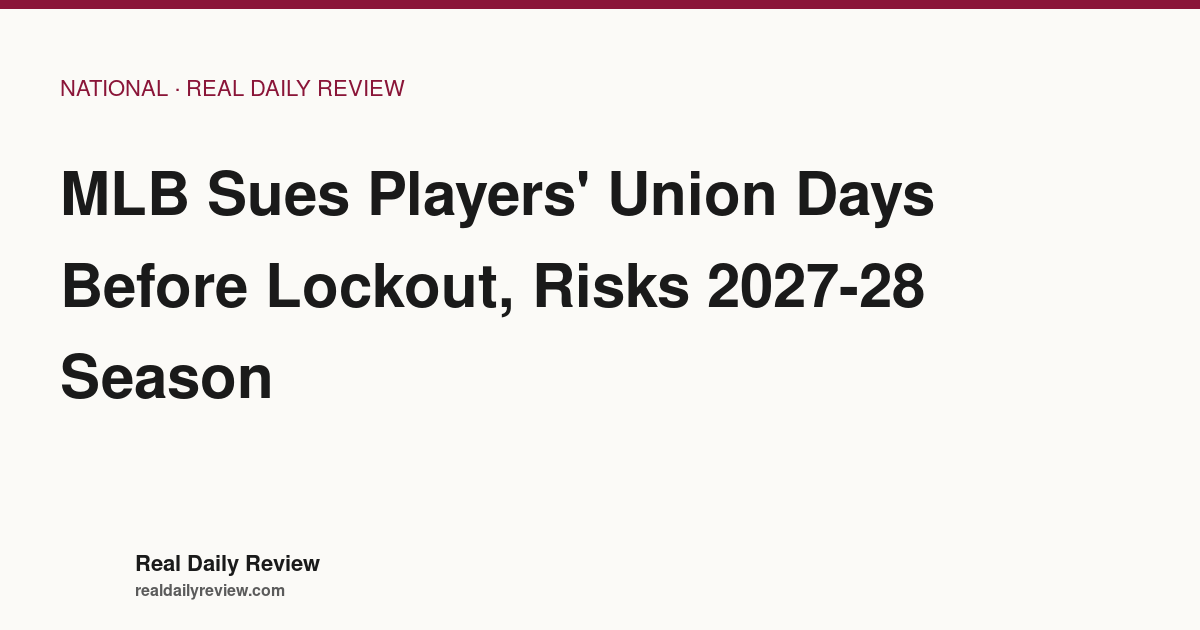 NATIONAL · REAL DAILY REVIEW
MLB Sues Players' Union Days
Before Lockout, Risks 2027-28
Season
Real Daily Review
realdailyreview.com